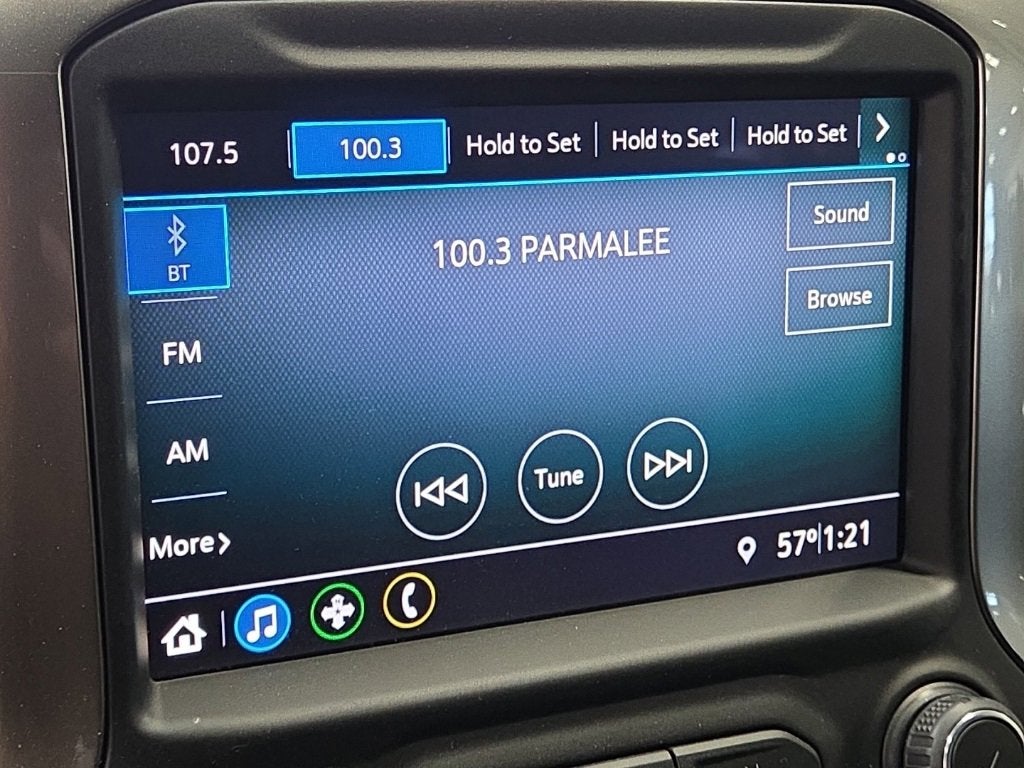 107.5
100.3
Hold to Set
Hold to Set
Hold to Set
BT
100.3 PARMALEE
Sound
Browse
FM
AM
More
Tune
57º
1:21